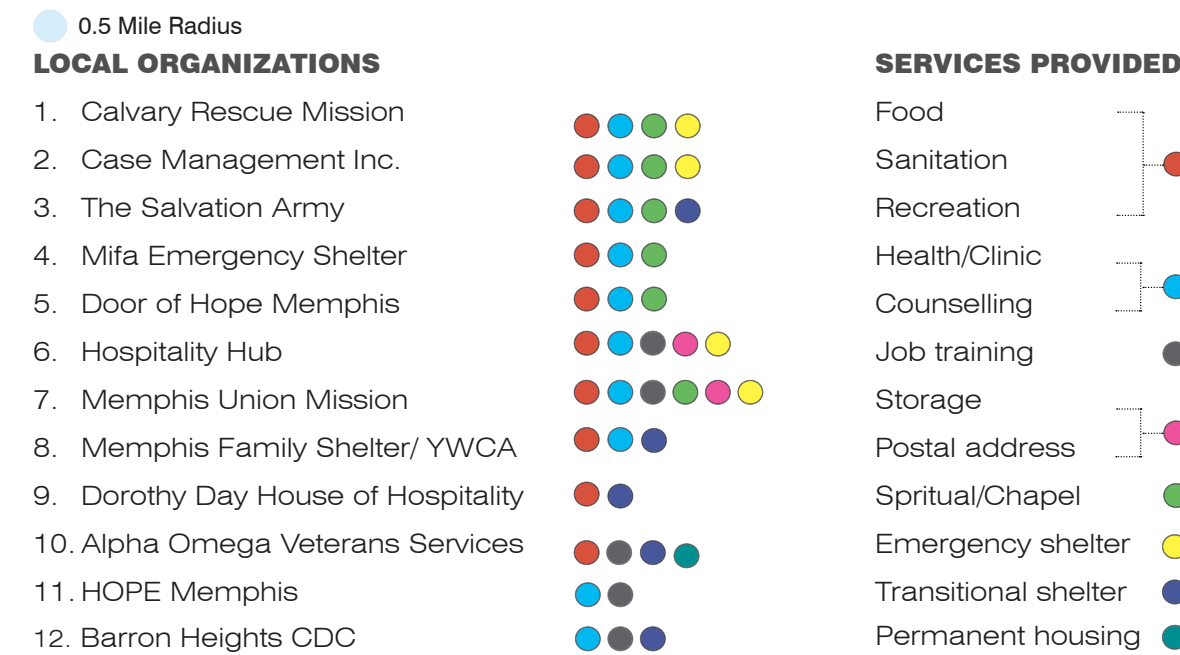 0.5 Mile Radius
LOCAL ORGANIZATIONS
1. Calvary Rescue Mission
2. Case Management Inc.
3. The Salvation Army
4. Mifa Emergency Shelter
5. Door of Hope Memphis
6. Hospitality Hub
7. Memphis Union Mission
8. Memphis Family Shelter/ YWCA
9. Dorothy Day House of Hospitality
10. Alpha Omega Veterans Services
11. HOPE Memphis
12. Barron Heights CDC
SERVICES PROVIDED
Food
Sanitation
Recreation
Health/Clinic
Counselling
Job training
Storage
Postal address
Spritual/Chapel
Emergency shelter
Transitional shelter
Permanent housing